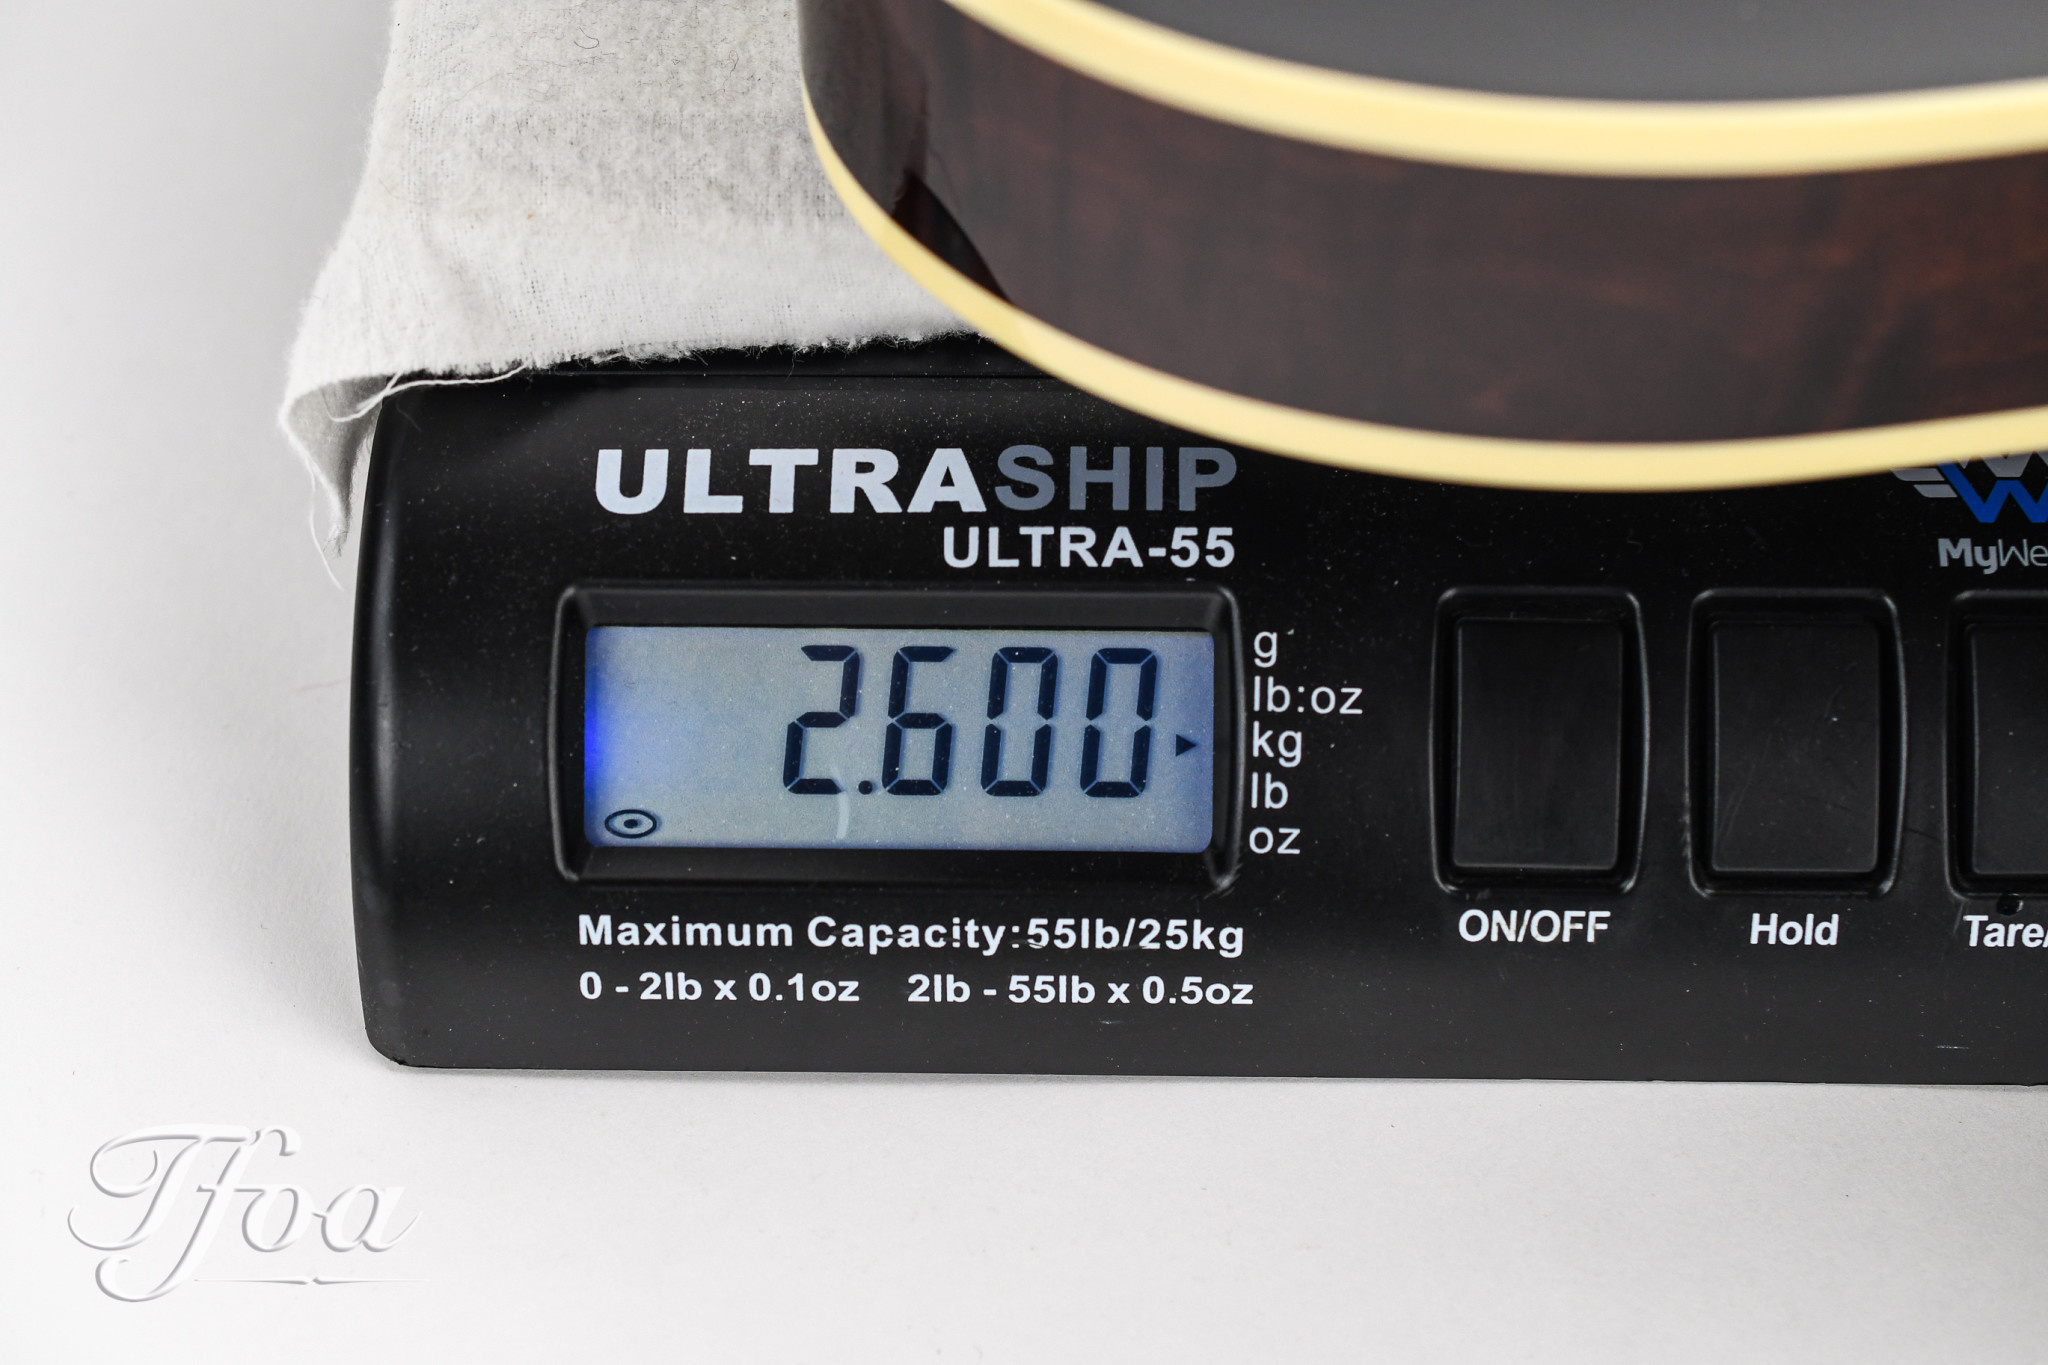 ULTRASHIP
ULTRA-55
2.600
g
lb:oz
kg
lb
oz
Maximum Capacity:55lb/25kg
0 - 2lb x 0.1oz 2lb - 55lb x 0.5oz
MyWe
ON/OFF
Hold
Tare/
Tfoa